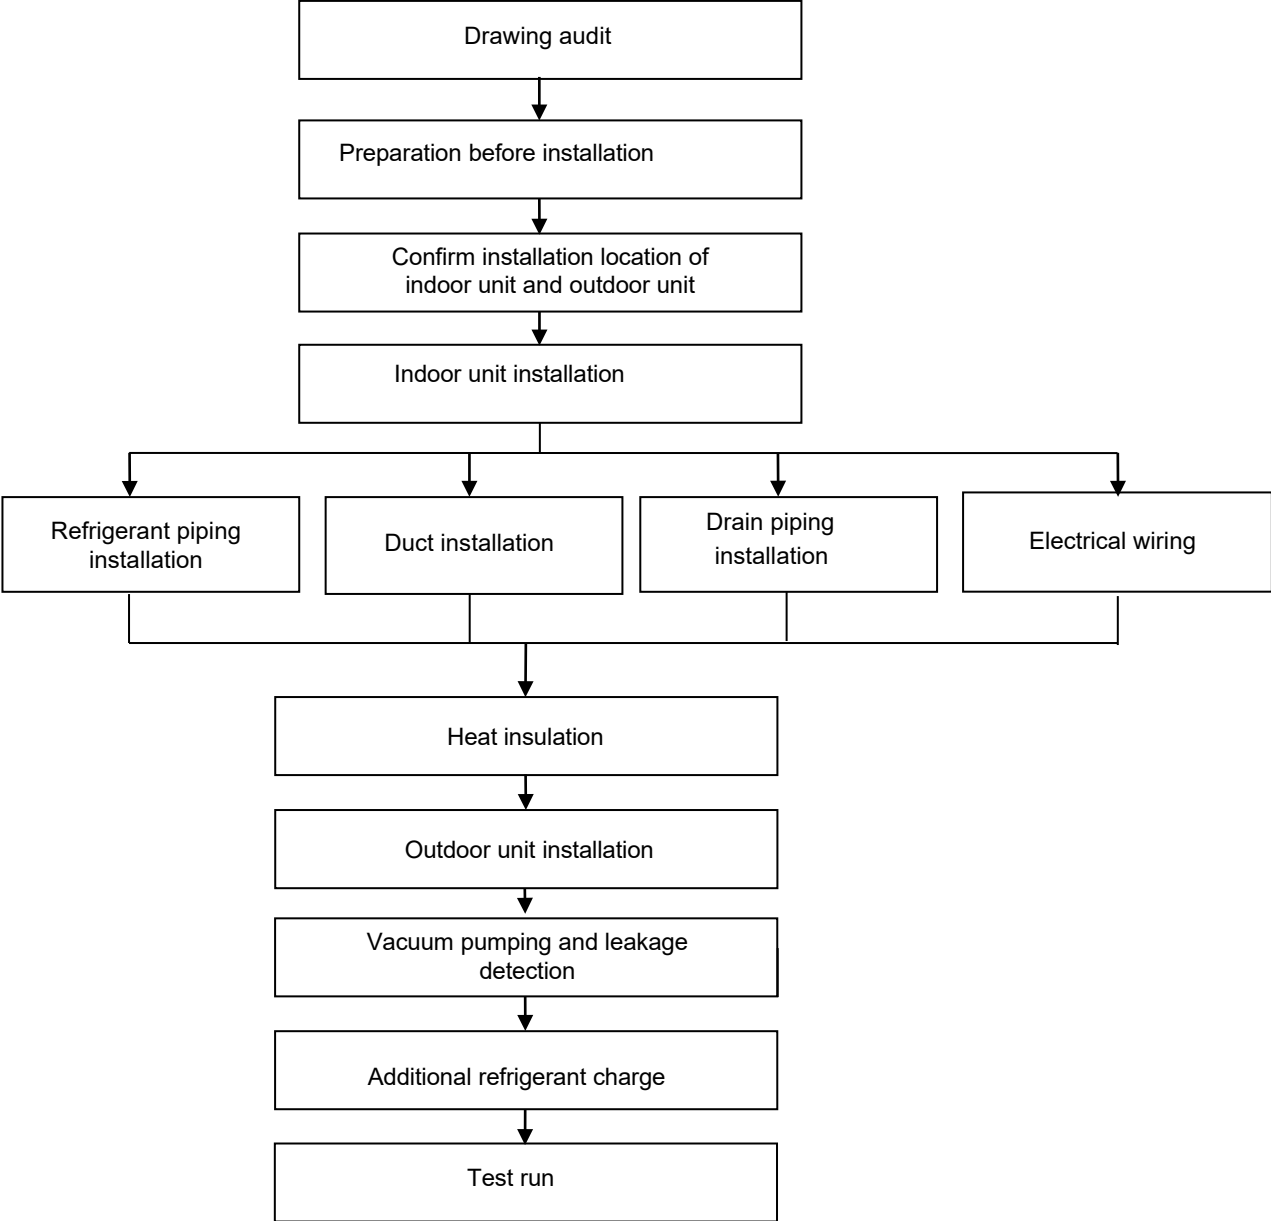 Drawing audit
Preparation before installation
Confirm installation location of
indoor unit and outdoor unit
Indoor unit installation
Refrigerant piping
installation
Duct installation
Drain piping
installation
Electrical wiring
Heat insulation
Outdoor unit installation
Vacuum pumping and leakage
detection
Additional refrigerant charge
Test run